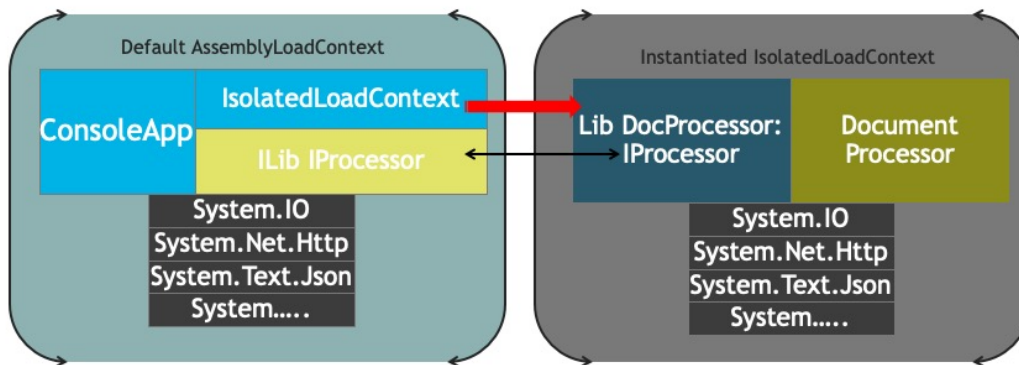 Default AssemblyLoadContext
ConsoleApp
IsolatedLoadContext
ILib IProcessor
System.IO
System.Net.Http
System.Text.Json
System…..
Instantiated IsolatedLoadContext
Lib DocProcessor:
IProcessor
Document
Processor
System.IO
System.Net.Http
System.Text.Json
System…..